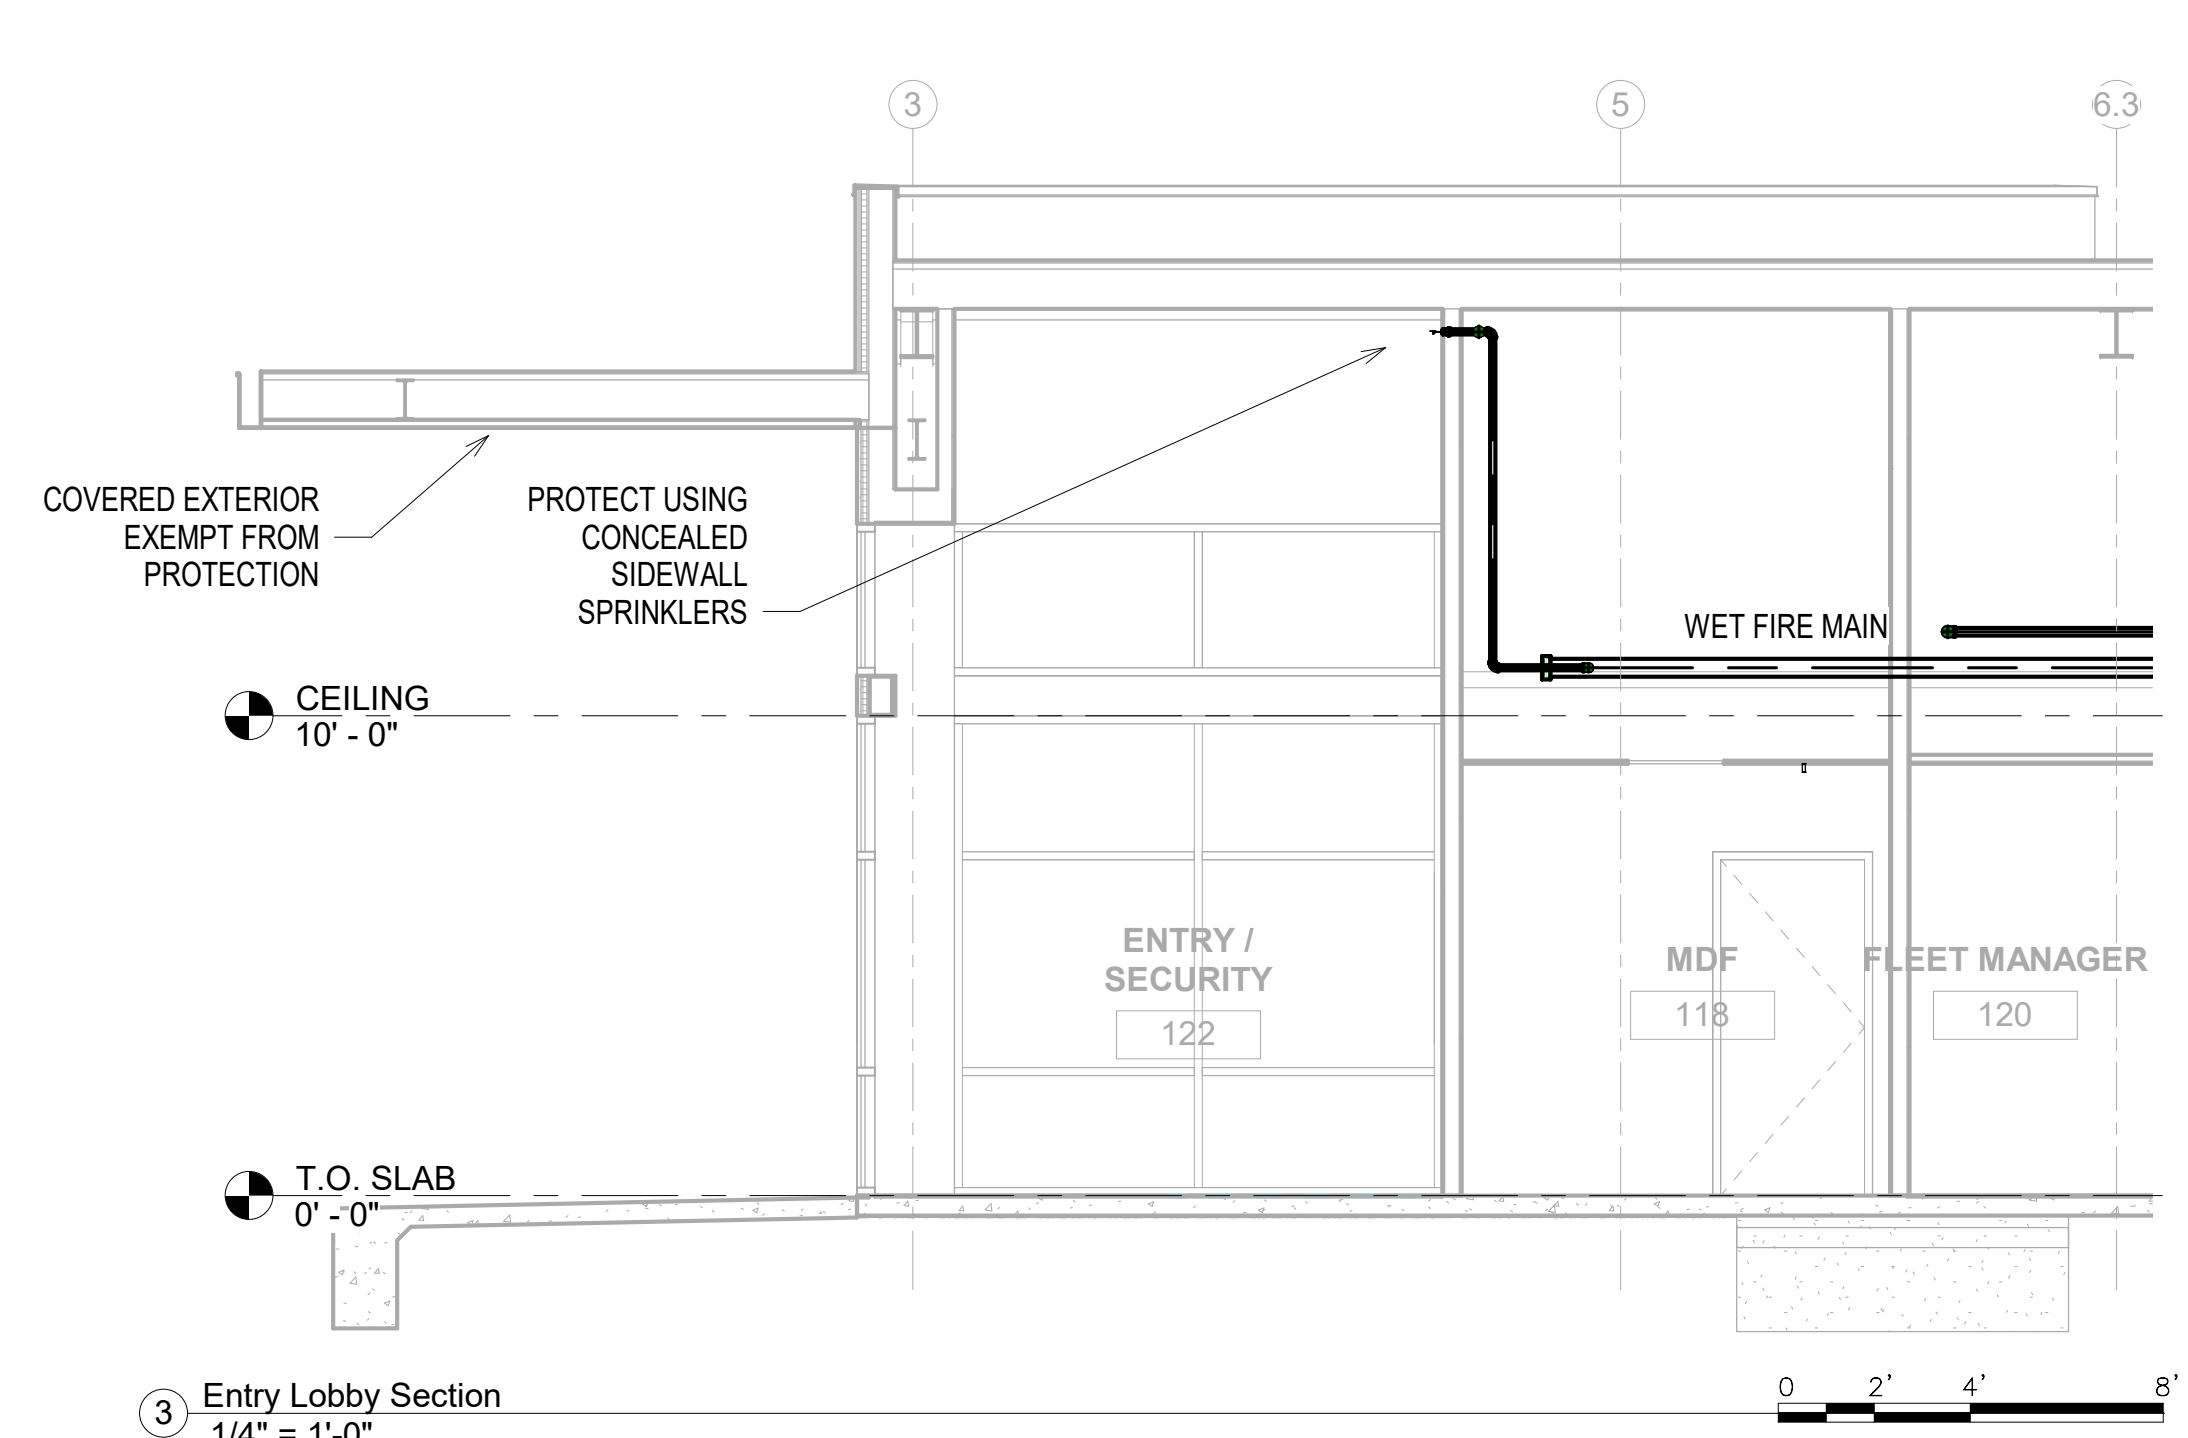 3
5
6.3
COVERED EXTERIOR
EXEMPT FROM
PROTECTION
PROTECT USING
CONCEALED
SIDEWALL
SPRINKLERS
WET FIRE MAIN
CEILING
10' - 0"
ENTRY /
SECURITY
122
MDF
118
FLEET MANAGER
120
T.O. SLAB
0' - 0"
3
Entry Lobby Section
1/4" = 1'-0"
0 2' 4' 8'